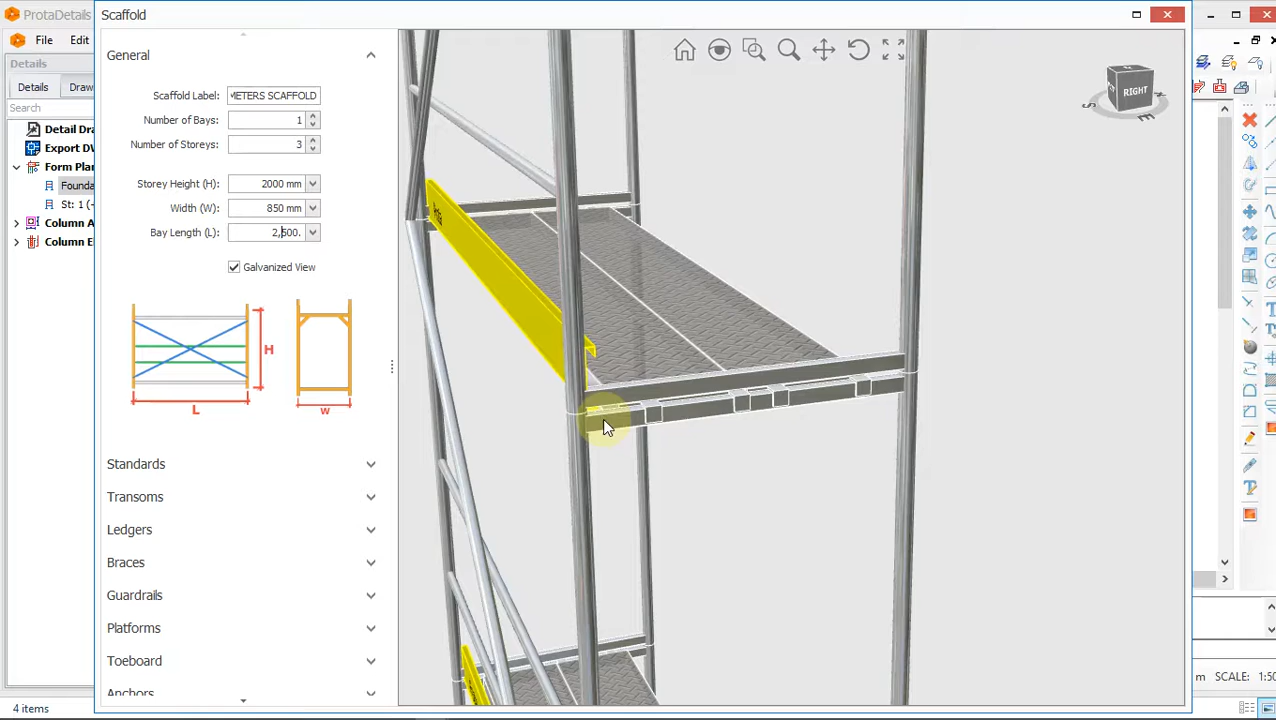 ProtaDetails
Scaffold
File
Edit
Details
Details
Draw
Search
Detail Dra
Export DV
Form Plan
Founda
St: 1 (-
Column A
Column E
4 items
General
Scaffold Label:
METERS SCAFFOLD
Number of Bays:
1
Number of Storeys:
3
Storey Height (H):
2000 mm
Width (W):
850 mm
Bay Length (L):
2,500.
Galvanized View
H
L
W
Standards
Transoms
Ledgers
Braces
Guardrails
Platforms
Toeboard
Anchors
RIGHT
S
E
m
SCALE: 1:50